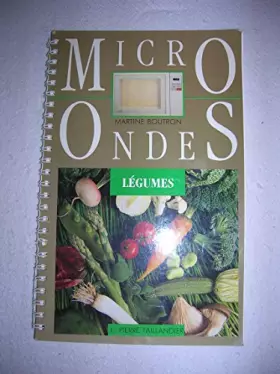 MICRO
MARTINE BOUTRON
ONDES
LÉGUMES
J.-PIERRE TAILLANDIER